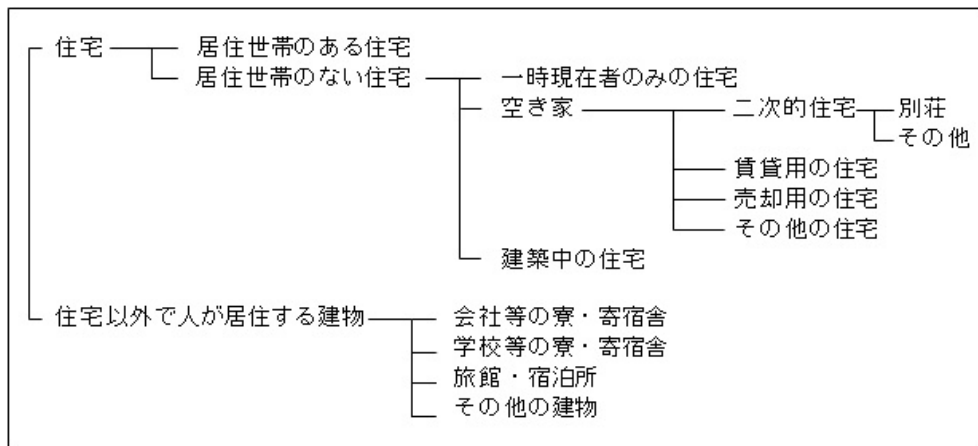 住宅 居住世帯のある住宅
居住世帯のない住宅 一時現在者のみの住宅
空き家 二次的住宅 別荘
その他
賃貸用の住宅
売却用の住宅
その他の住宅
建築中の住宅
住宅以外で人が居住する建物 会社等の寮・寄宿舎
学校等の寮・寄宿舎
旅館・宿泊所
その他の建物